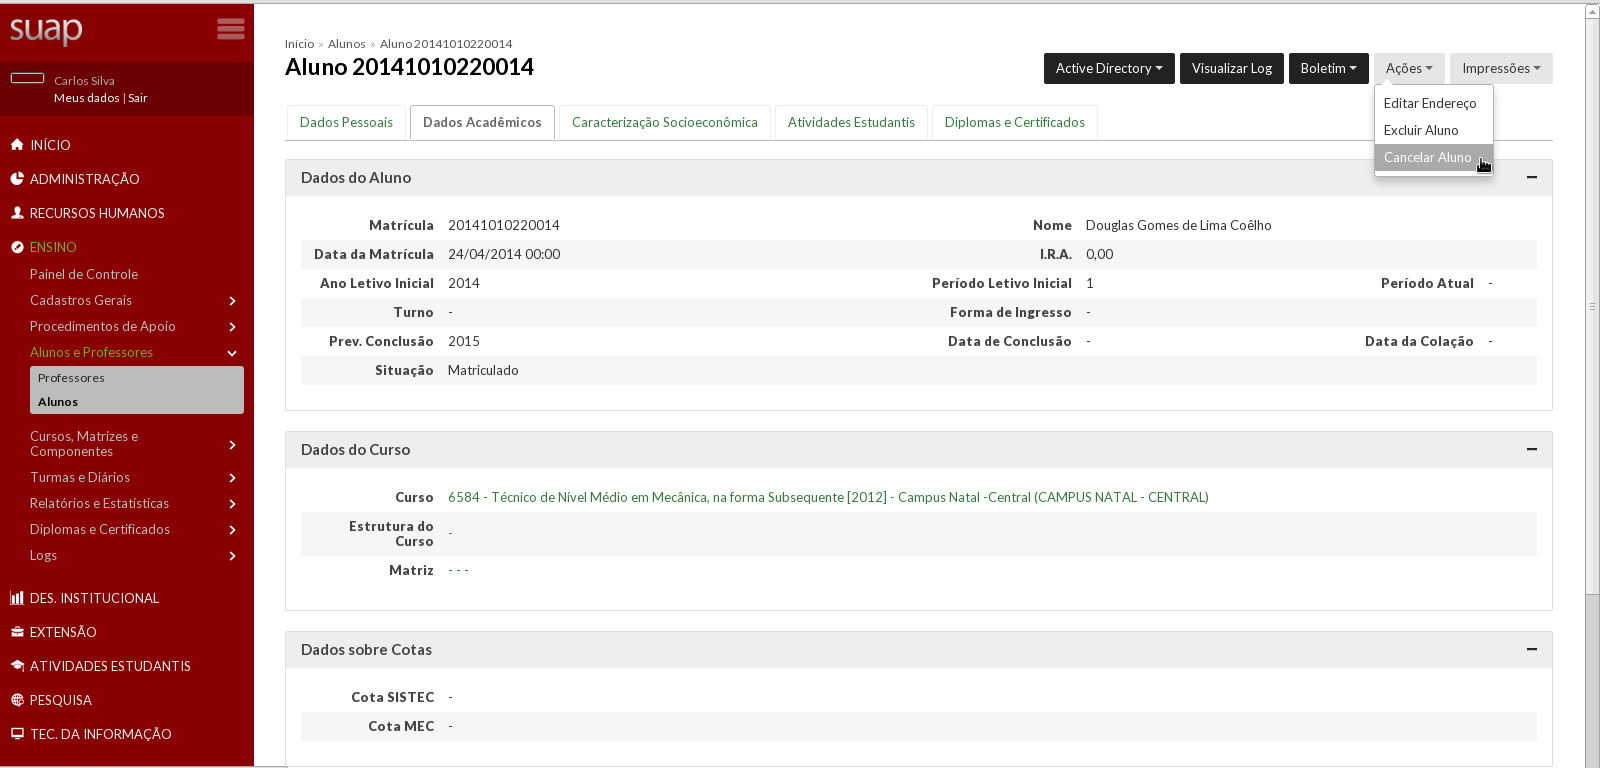 suap
Carlos Silva
Meus dados | Sair
INÍCIO
ADMINISTRAÇÃO
RECURSOS HUMANOS
ENSINO
Painel de Controle
Cadastros Gerais
Procedimentos de Apoio
Alunos e Professores
Professores
Alunos
Cursos, Matrizes e
Componentes
Turmas e Diários
Relatórios e Estatísticas
Diplomas e Certificados
Logs
DES. INSTITUCIONAL
EXTENSÃO
ATIVIDADES ESTUDANTIS
PESQUISA
TEC. DA INFORMAÇÃO
Início » Alunos » Aluno 20141010220014
Aluno 20141010220014
Active Directory Visualizar Log Boletim Ações Impressões
Editar Endereço
Excluir Aluno
Cancelar Aluno
Dados Pessoais Dados Acadêmicos Caracterização Socioeconômica Atividades Estudantis Diplomas e Certificados
Dados do Aluno
Matrícula 20141010220014 Nome Douglas Gomes de Lima Coêlho
Data da Matrícula 24/04/2014 00:00 I.R.A. 0,00
Ano Letivo Inicial 2014 Período Letivo Inicial 1 Período Atual -
Turno - Forma de Ingresso -
Prev. Conclusão 2015 Data de Conclusão - Data da Colação -
Situação Matriculado
Dados do Curso
Curso 6584 - Técnico de Nível Médio em Mecânica, na forma Subsequente [2012] - Campus Natal -Central (CAMPUS NATAL - CENTRAL)
Estrutura do
Curso -
Matriz - - -
Dados sobre Cotas
Cota SISTEC -
Cota MEC -